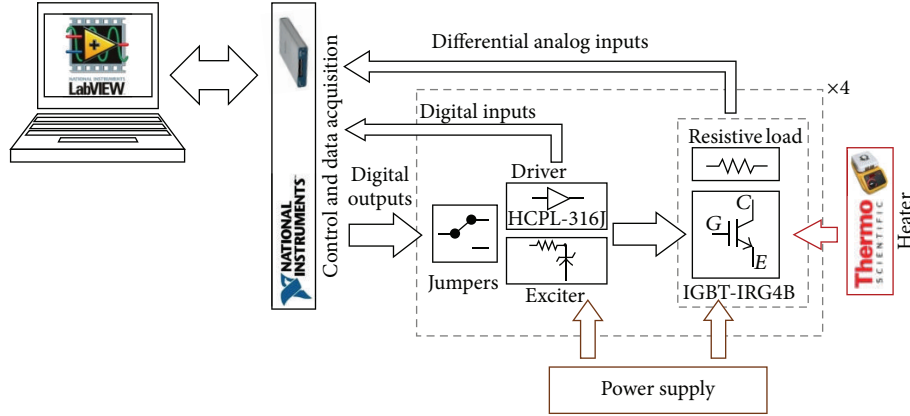 NATIONAL INSTRUMENTS
LabVIEW
NATIONAL
INSTRUMENTS
Control and data acquisition
Differential analog inputs
Digital inputs
Digital
outputs
×4
Jumpers
Driver
HCPL-316J
Exciter
Resistive load
C
G
E
IGBT-IRG4B
Thermo
SCIENTIFIC
Heater
Power supply